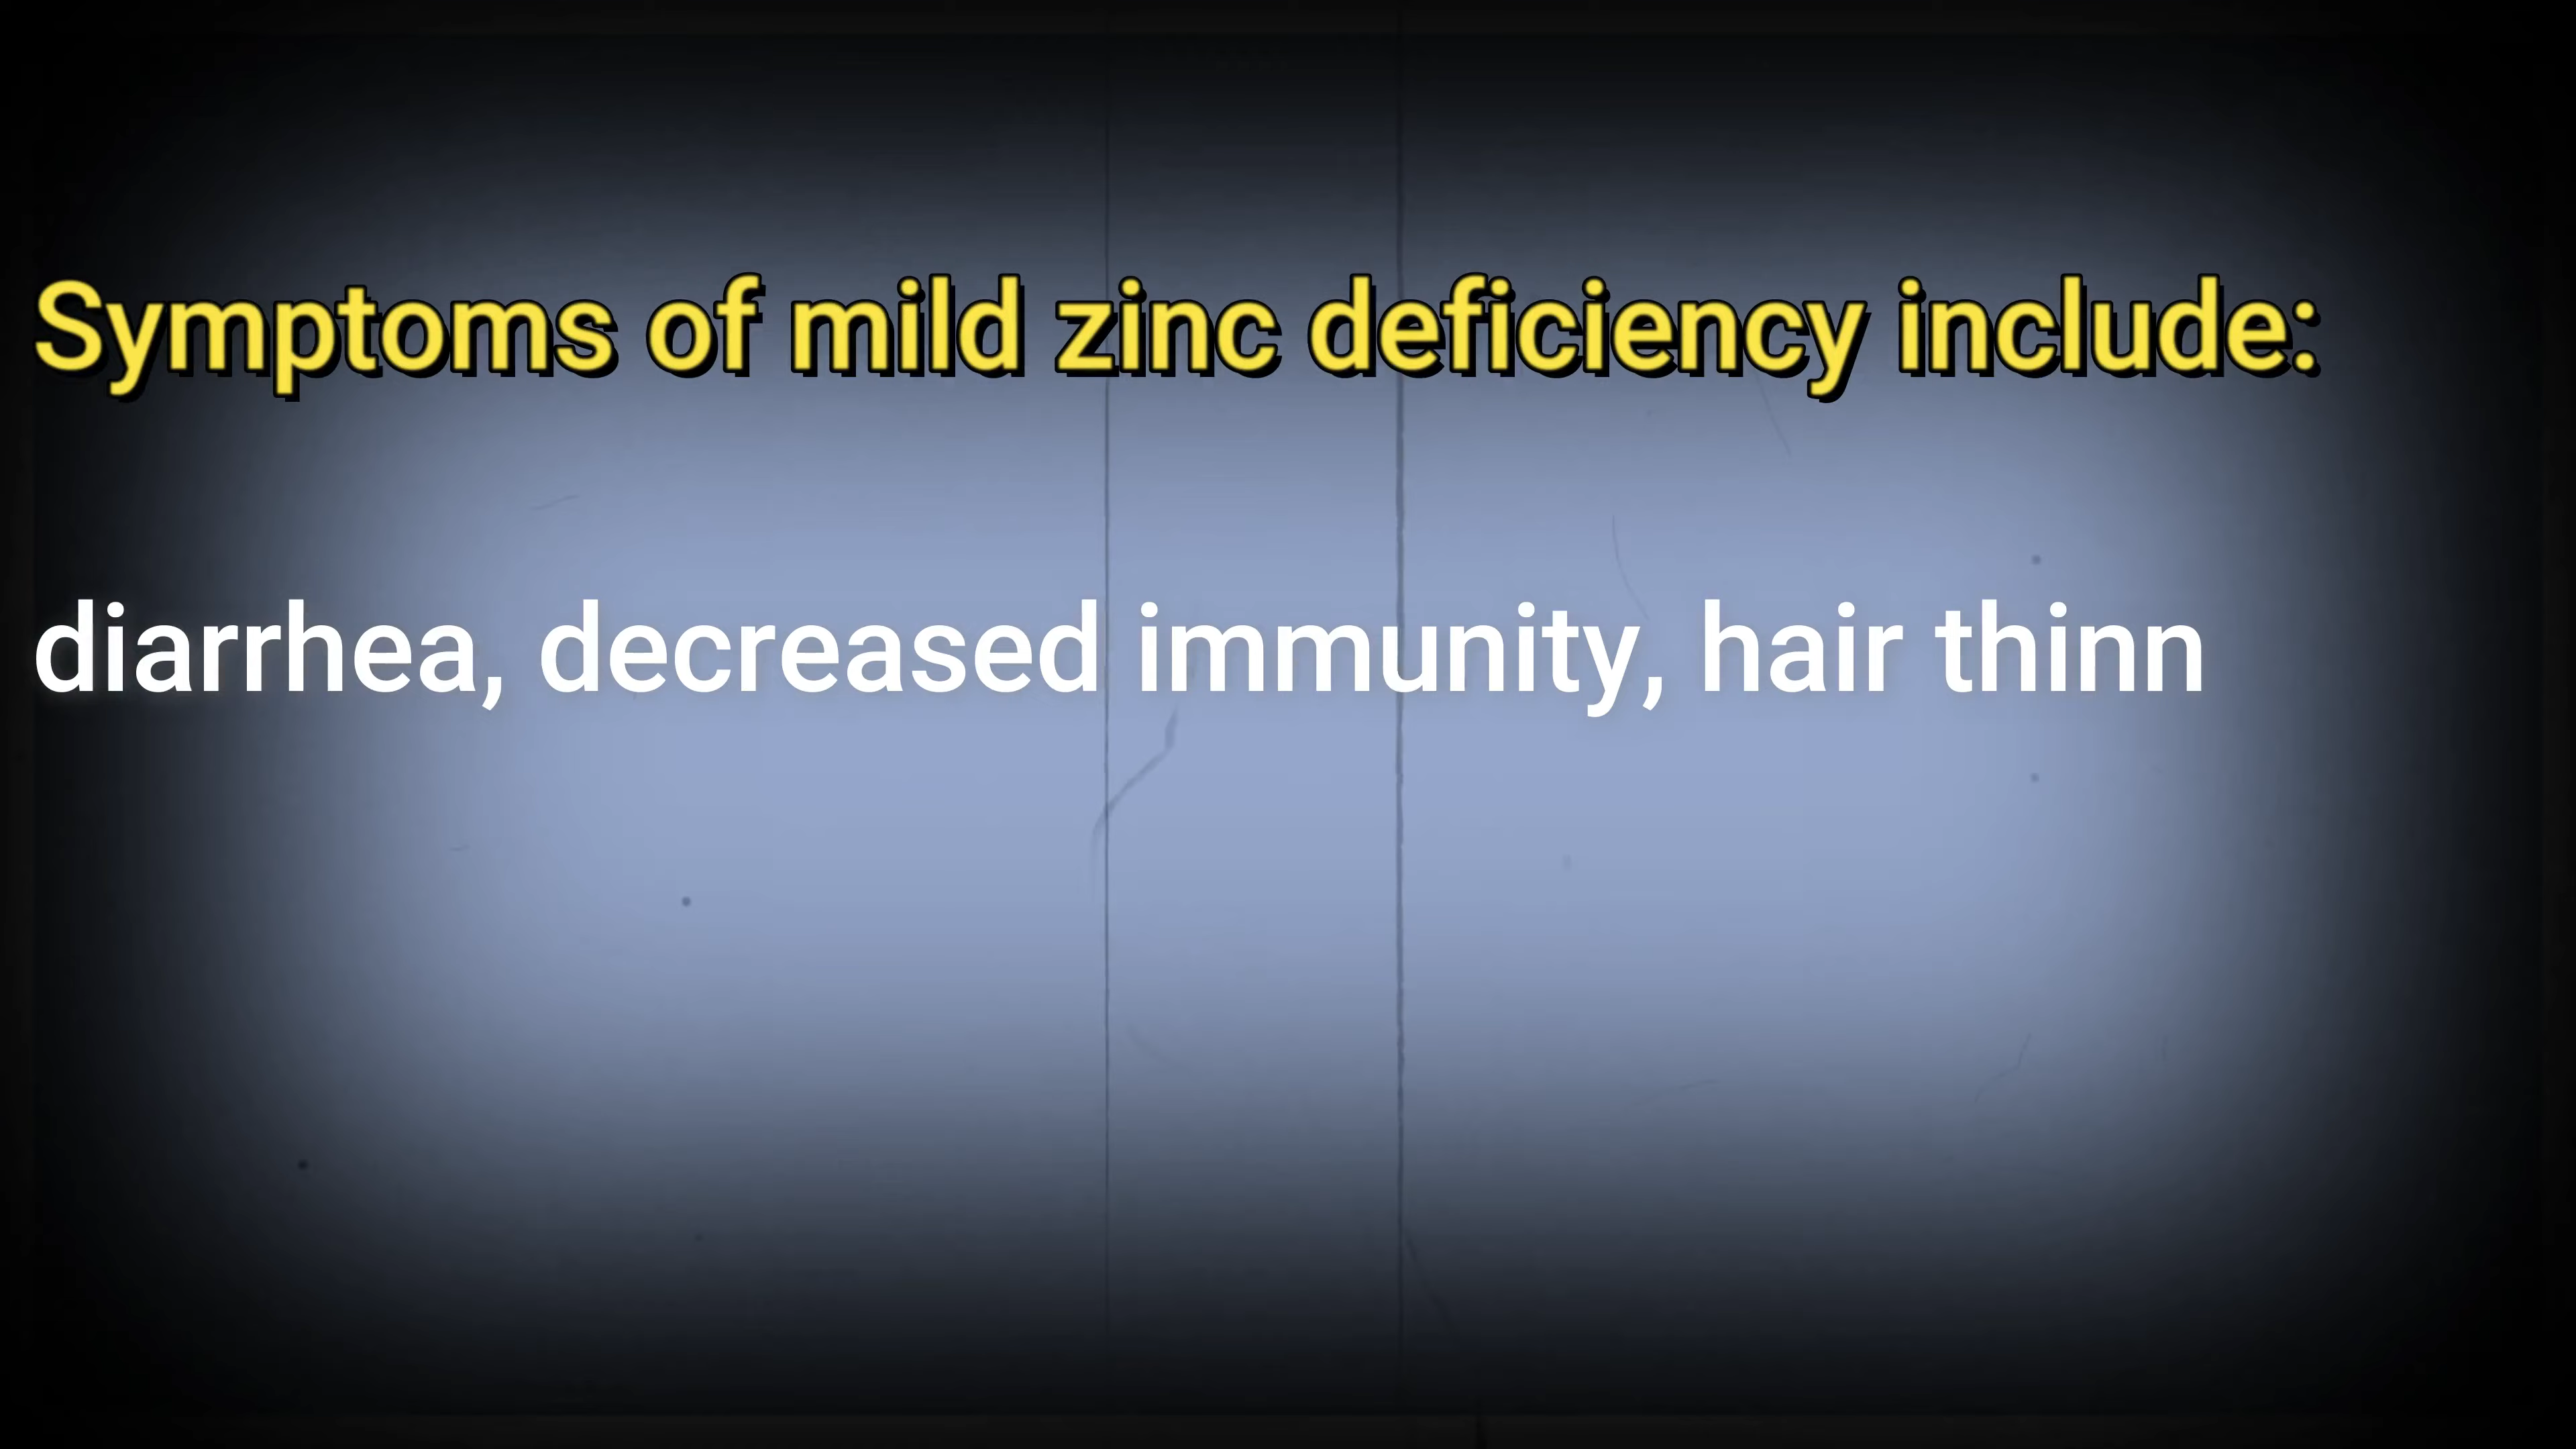 Symptoms of mild zinc deficiency include:
diarrhea, decreased immunity, hair thinn